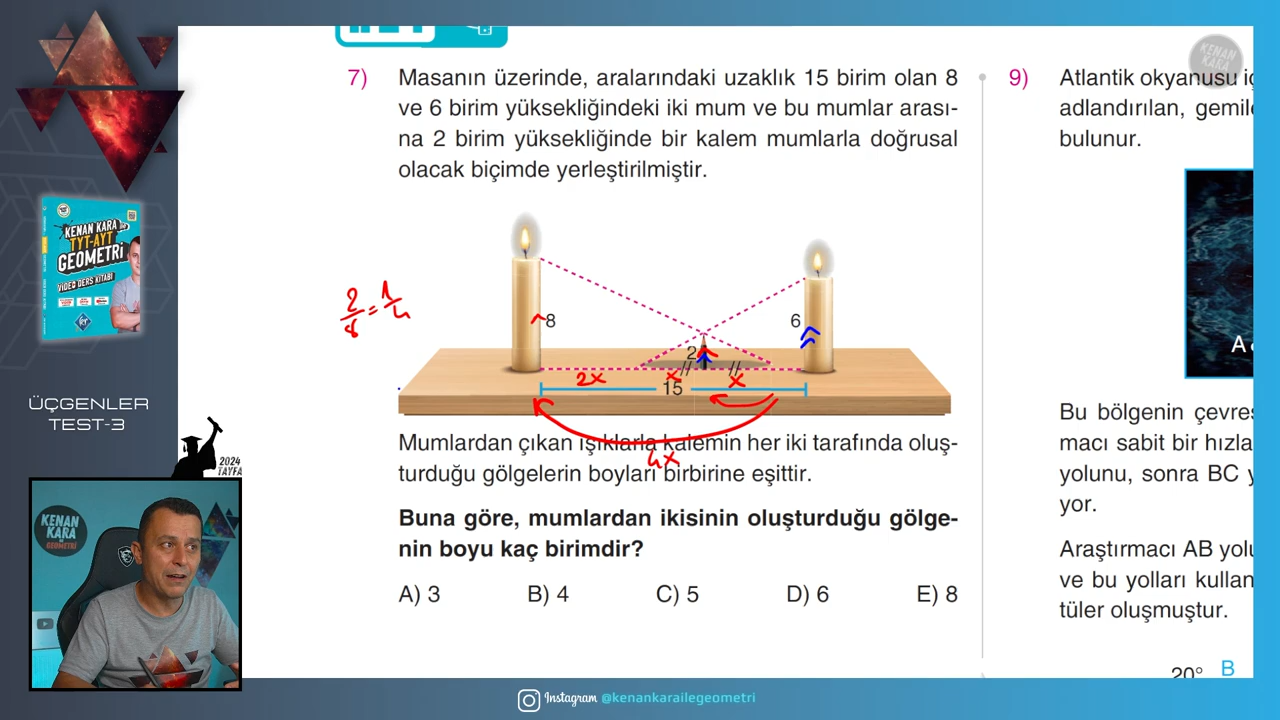 KENAN KARA
TYT-AYT
GEOMETRİ
VİDEO DERS KİTABI
ÜÇGENLER
TEST-3
2024
TAYFA
KENAN
KARA
GEOMETRİ
KENAN
KARA
7) Masanın üzerinde, aralarındaki uzaklık 15 birim olan 8
ve 6 birim yüksekliğindeki iki mum ve bu mumlar arası-
na 2 birim yüksekliğinde bir kalem mumlarla doğrusal
olacak biçimde yerleştirilmiştir.
2/8 = 1/4
8
6
2
2x
x
x
15
4x
Mumlardan çıkan ışıklarla kalemin her iki tarafında oluş-
turduğu gölgelerin boyları birbirine eşittir.
Buna göre, mumlardan ikisinin oluşturduğu gölge-
nin boyu kaç birimdir?
A) 3 B) 4 C) 5 D) 6 E) 8
9) Atlantik okyanusu iç
adlandırılan, gemile
bulunur.
A
Bu bölgenin çevres
macı sabit bir hızla
yolunu, sonra BC y
yor.
Araştırmacı AB yolu
ve bu yolları kullan
tüler oluşmuştur.
20° B
Instagram @kenankarailegeometri